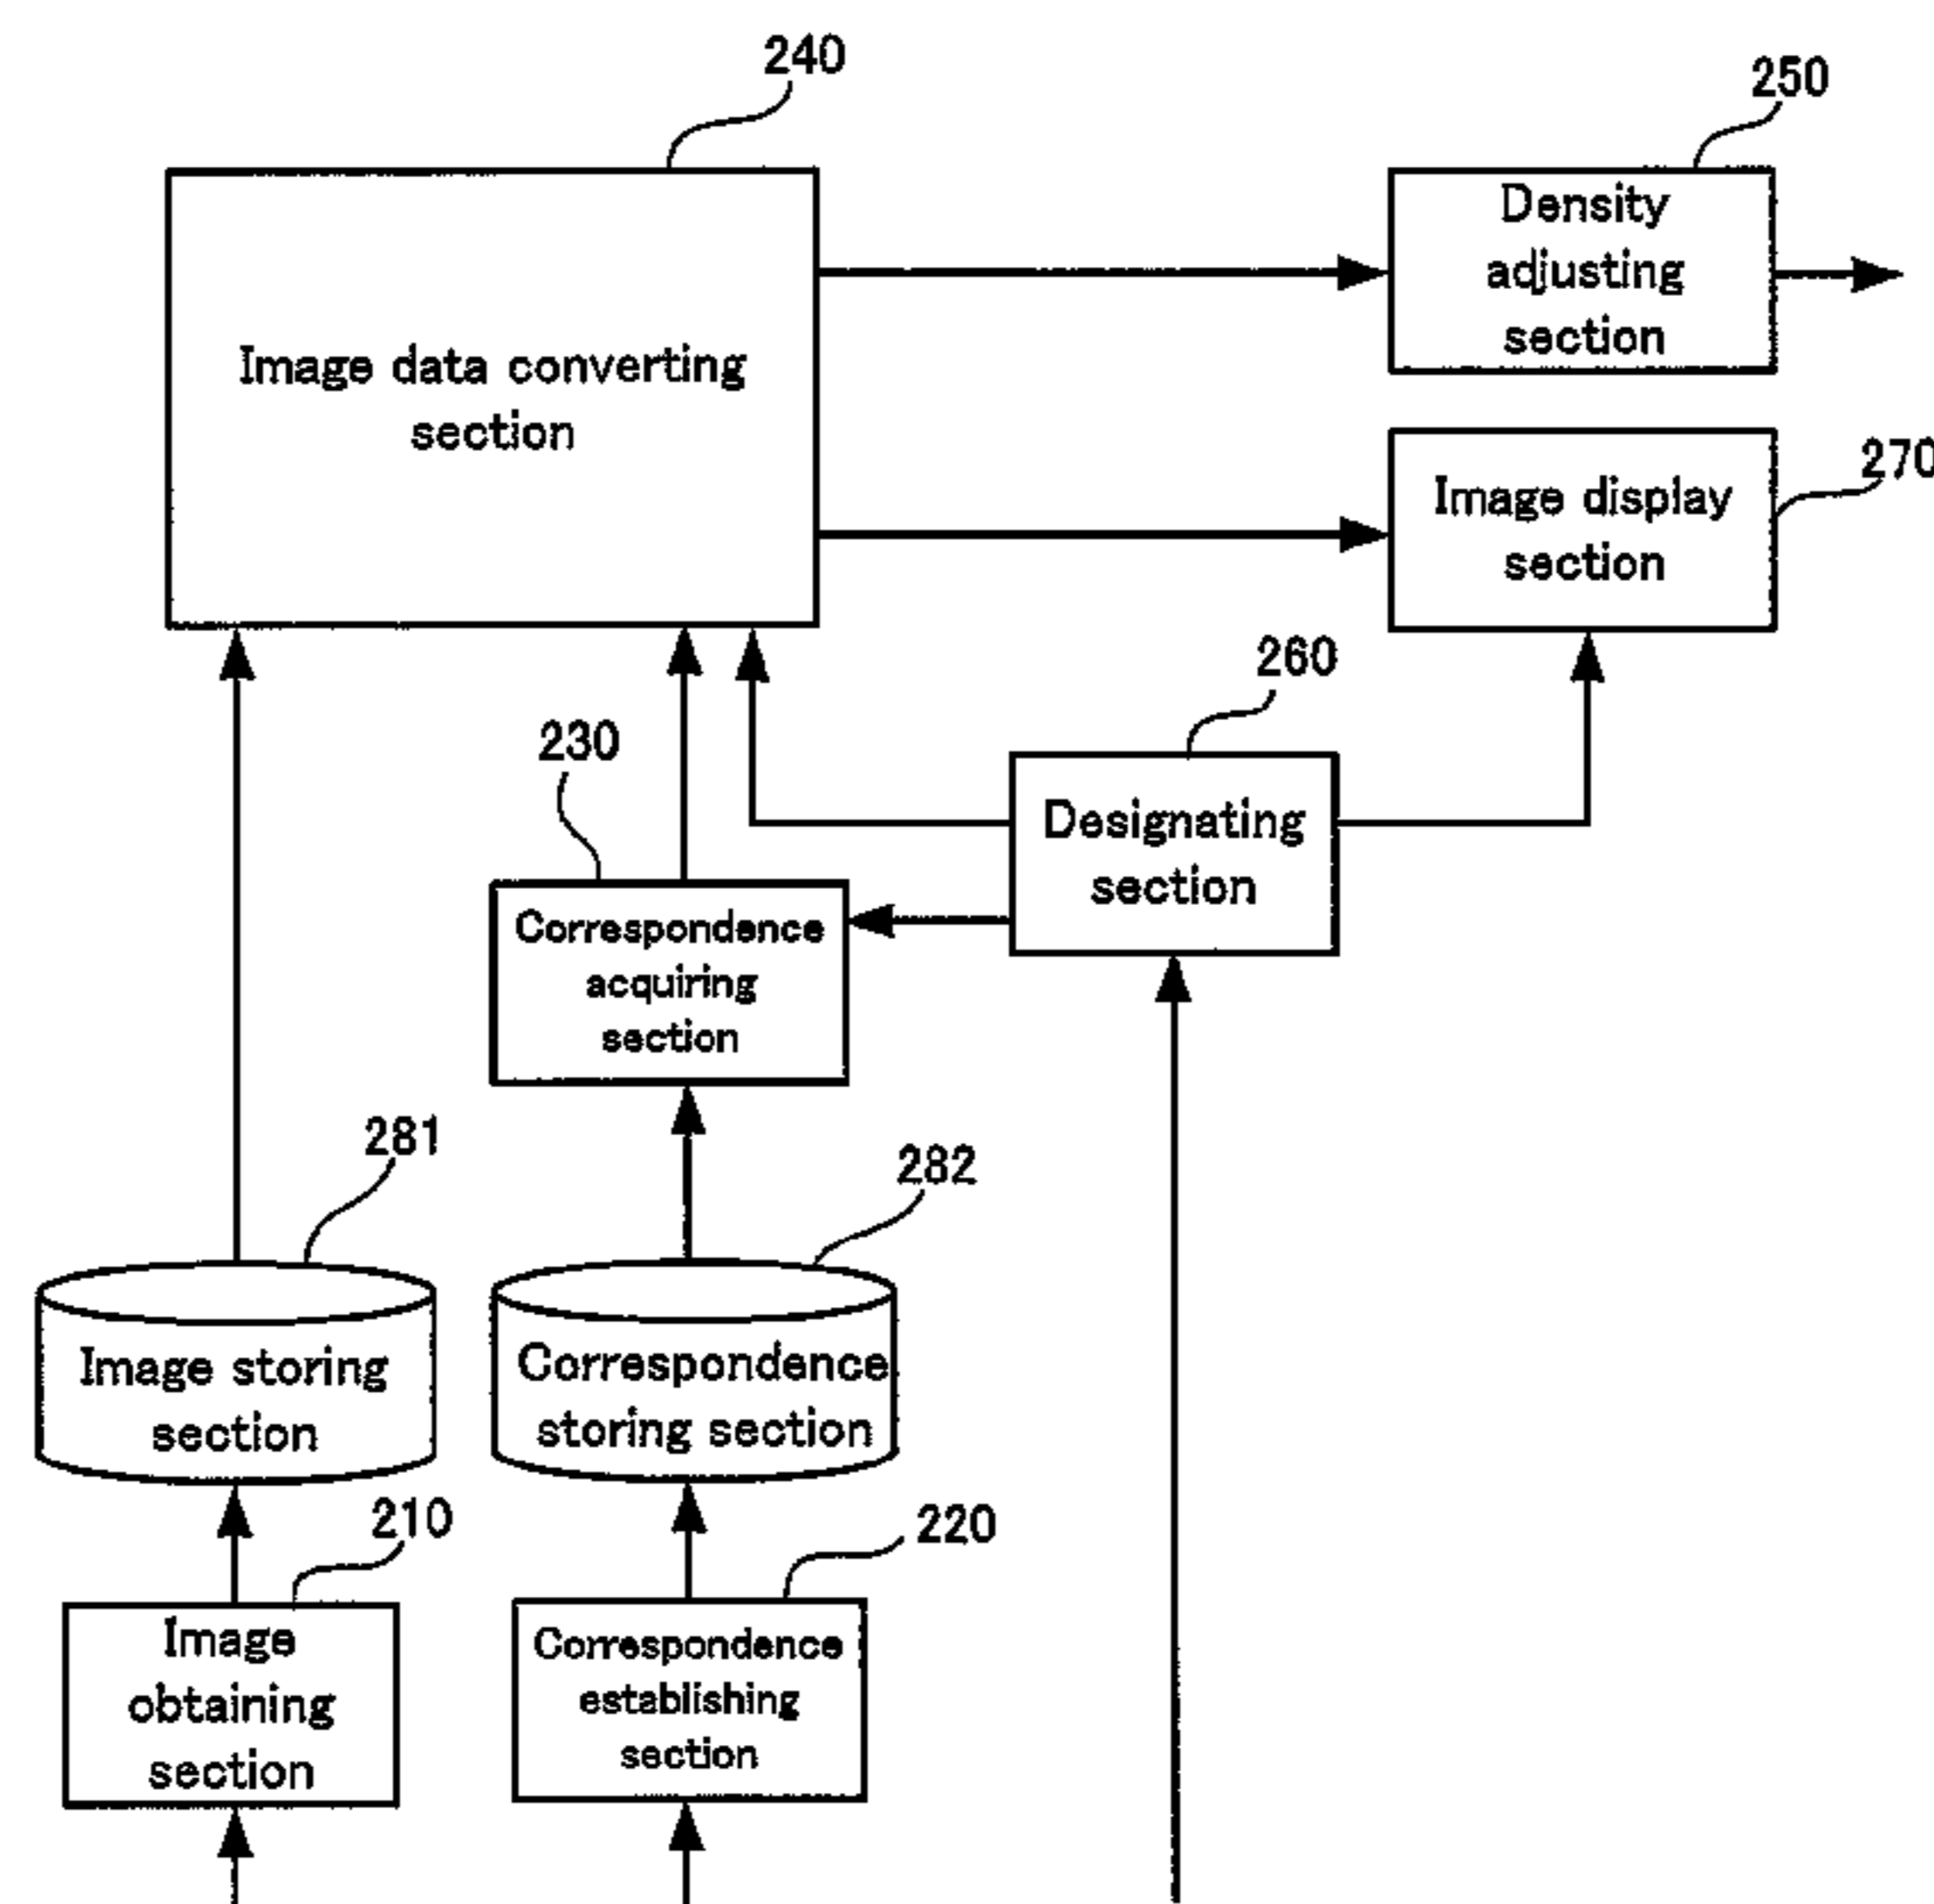 240
250
Density
adjusting
section
Image data converting
section
270
Image display
section
260
230
Designating
section
Correspondence
acquiring
section
281
282
Image storing
section
Correspondence
storing section
210
220
Image
obtaining
section
Correspondence
establishing
section